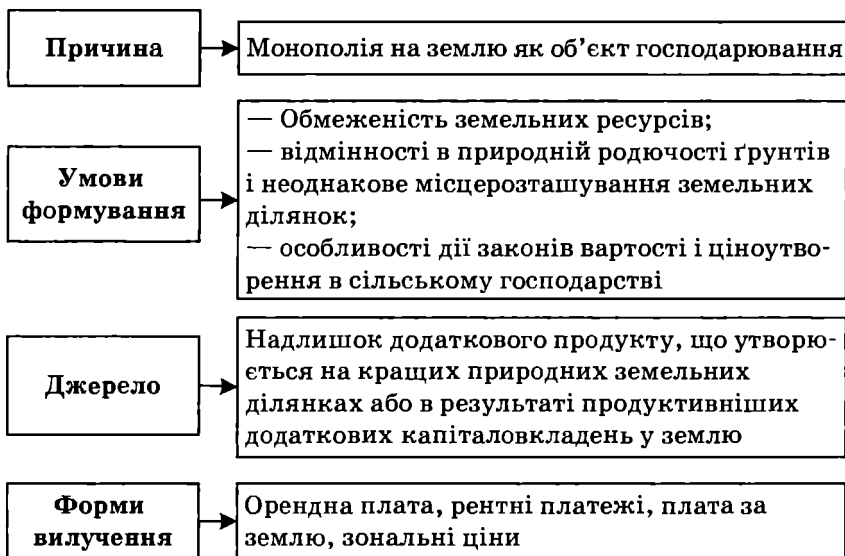 Причина
Монополія на землю як об’єкт господарювання
Умови
формування
— Обмеженість земельних ресурсів;
— відмінності в природній родючості ґрунтів
і неоднакове місцерозташування земельних
ділянок;
— особливості дії законів вартості і ціноутво-
рення в сільському господарстві
Джерело
Надлишок додаткового продукту, що утворю-
ється на кращих природних земельних
ділянках або в результаті продуктивніших
додаткових капіталовкладень у землю
Форми
вилучення
Орендна плата, рентні платежі, плата за
землю, зональні ціни